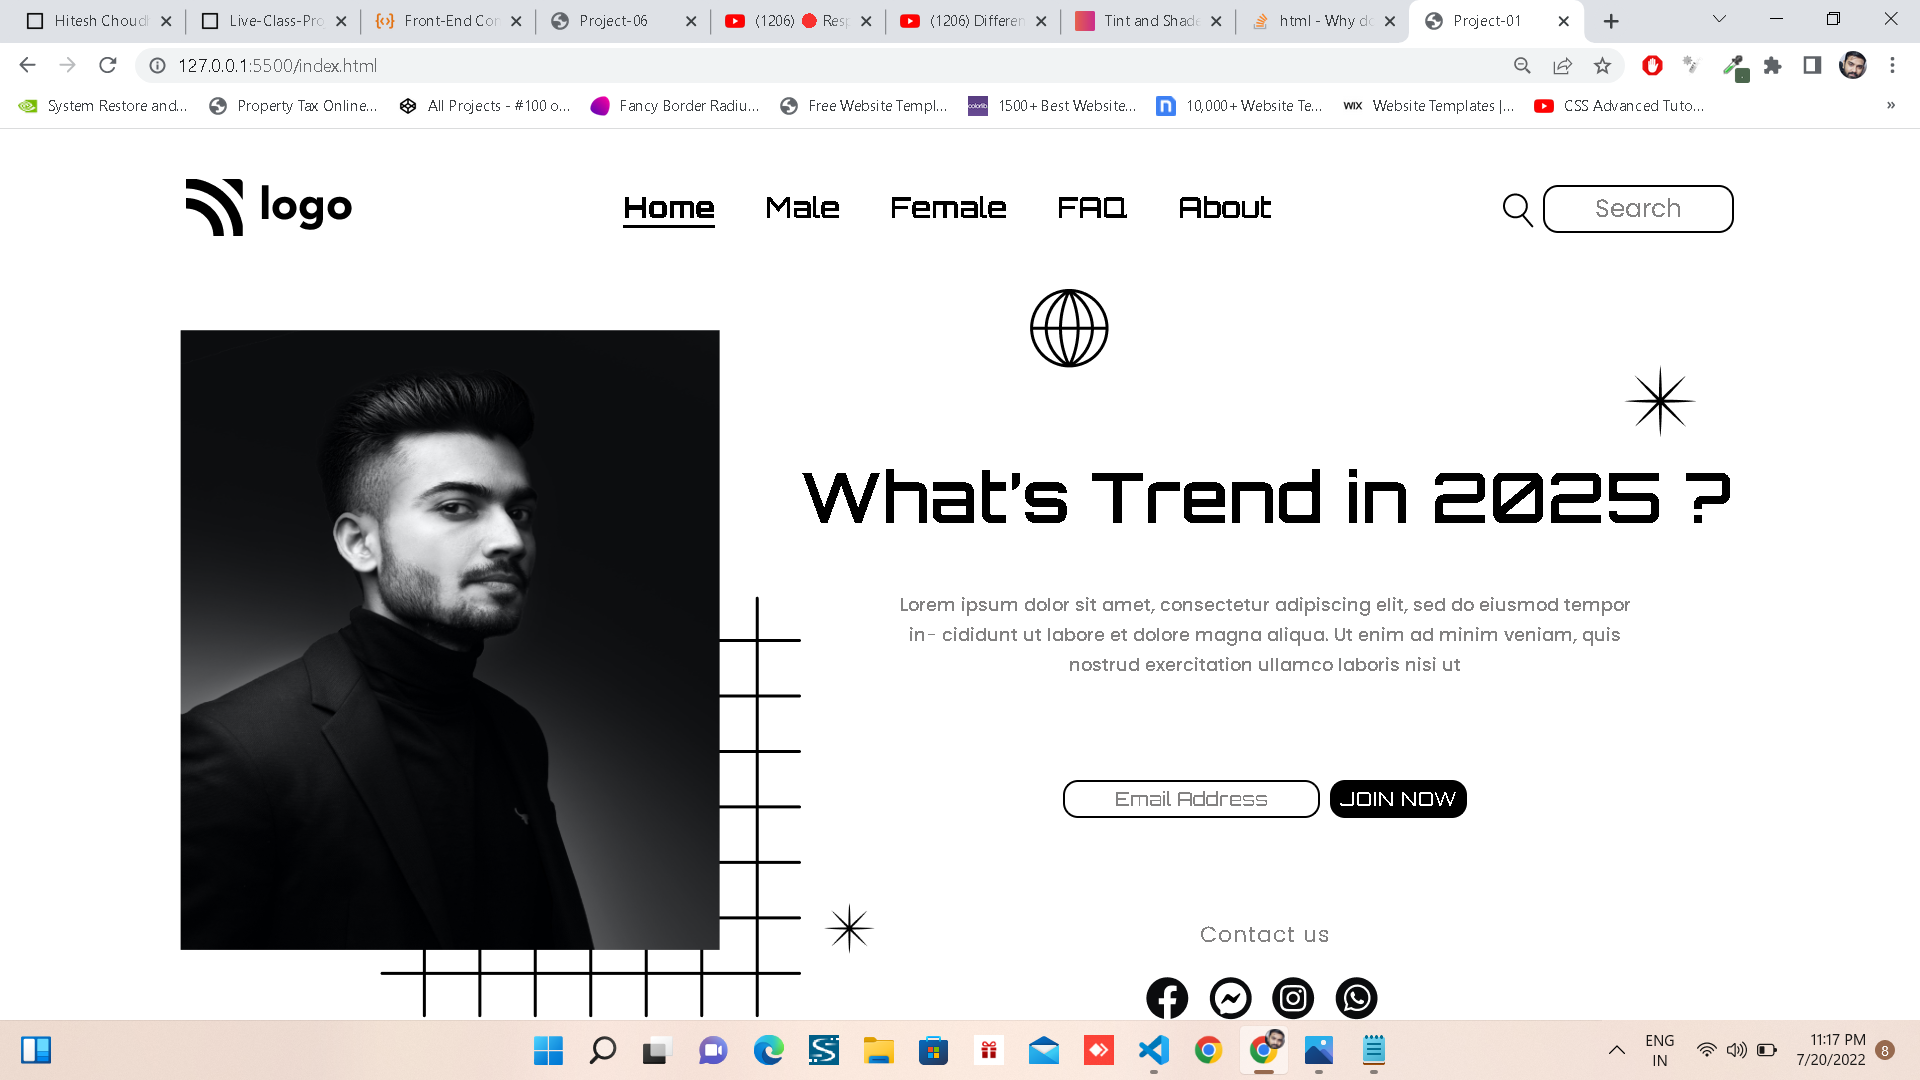 Hitesh Choudh
Live-Class-Pro
Front-End Con
Project-06
(1206) 🔴 Resp
(1206) Differen
Tint and Shade
html - Why do
Project-01
127.0.0.1:5500/index.html
System Restore and...
Property Tax Online...
All Projects - #100 o...
Fancy Border Radiu...
Free Website Templ...
colorlib.
1500+ Best Website...
n
10,000+ Website Te...
WIX
Website Templates |...
CSS Advanced Tuto...
»
logo
Home
Male
Female
FAQ
About
Search
What's Trend in 2025 ?
Lorem ipsum dolor sit amet, consectetur adipiscing elit, sed do eiusmod tempor
in- cididunt ut labore et dolore magna aliqua. Ut enim ad minim veniam, quis
nostrud exercitation ullamco laboris nisi ut
Email Address
JOIN NOW
Contact us
S
ENG
IN
11:17 PM
7/20/2022
8